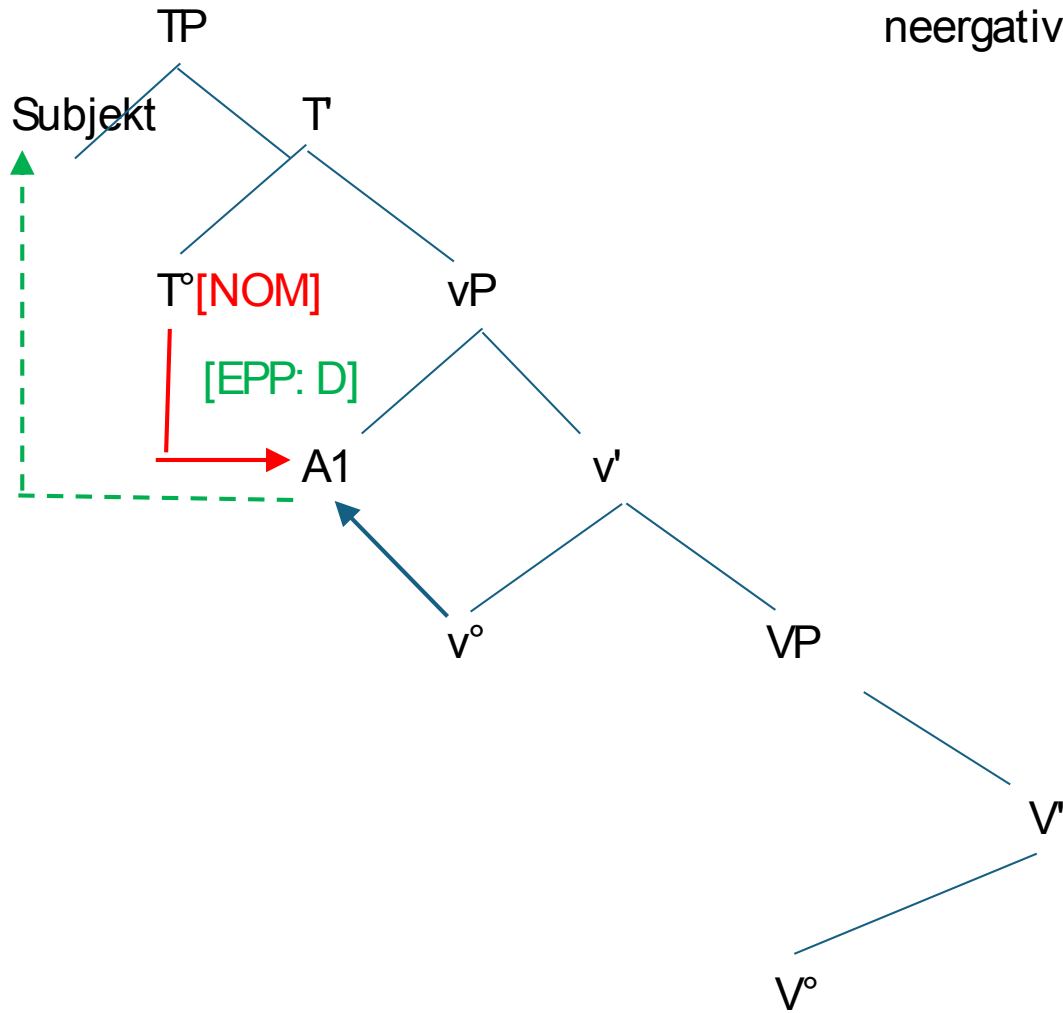 TP
neergativ
Subjekt
T'
T°[NOM]
vP
[EPP: D]
A1
v'
v°
VP
V'
V°